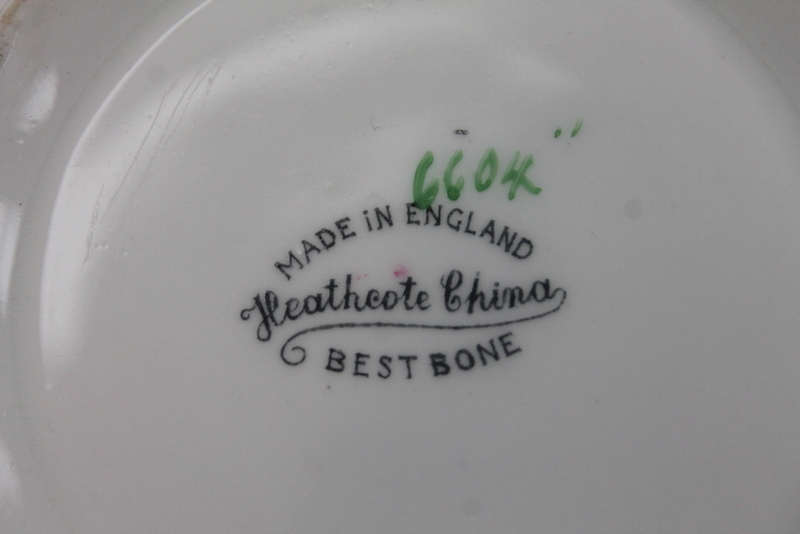 6604"
MADE iN ENGLAND
Heathcote China
BEST BONE